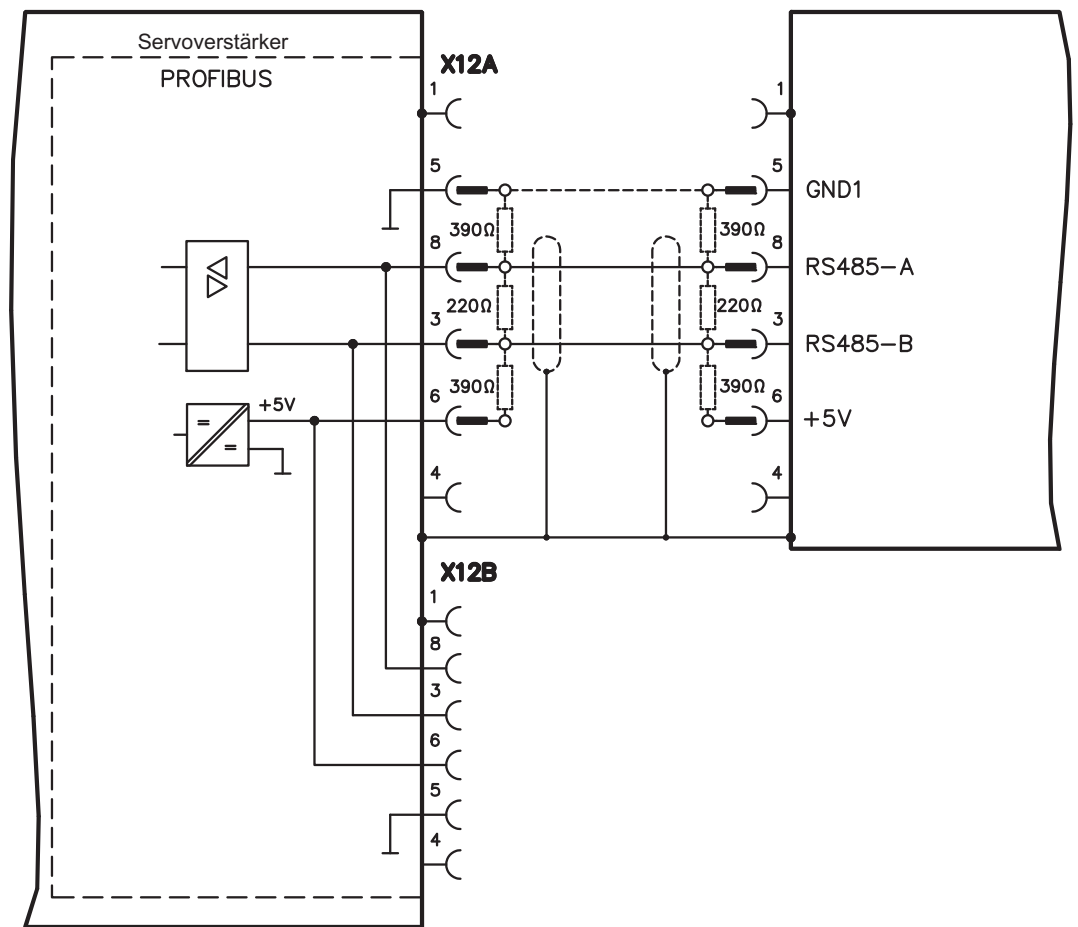 Servoverstärker
PROFIBUS
X12A
1
1
5
5
GND1
390Ω
390Ω
8
8
RS485-A
220Ω
220Ω
3
3
RS485-B
390Ω
390Ω
6
6
+5V
+5V
=
=
4
4
X12B
1
8
3
6
5
4